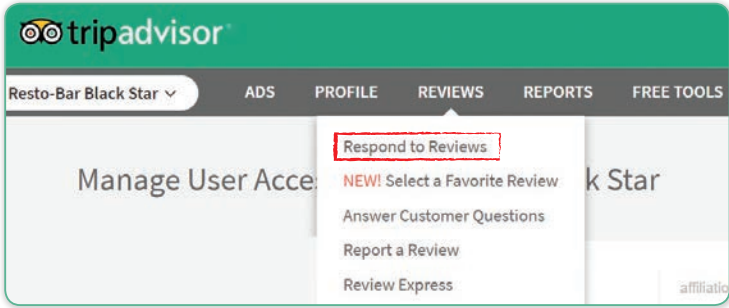 tripadvisor
Resto-Bar Black Star ADS PROFILE REVIEWS REPORTS FREE TOOLS
Respond to Reviews
Manage User Acce k Star
NEW! Select a Favorite Review
Answer Customer Questions
Report a Review
Review Express
affiliatio